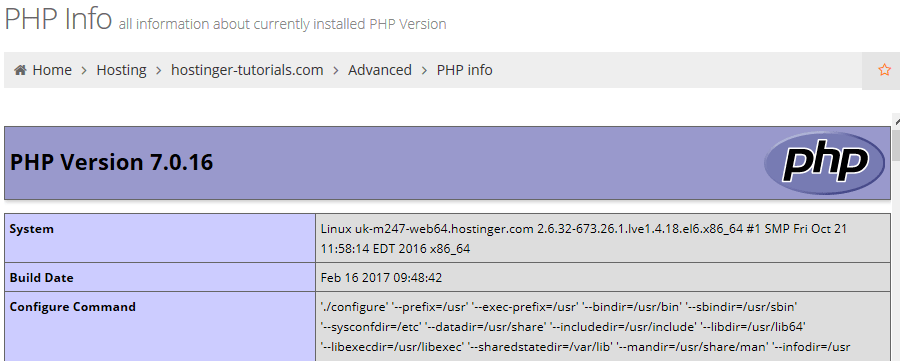 PHP Info all information about currently installed PHP Version
Home > Hosting > hostinger-tutorials.com > Advanced > PHP info
PHP Version 7.0.16
php
System
Linux uk-m247-web64.hostinger.com 2.6.32-673.26.1.lve1.4.18.el6.x86_64 #1 SMP Fri Oct 21
11:58:14 EDT 2016 x86_64
Build Date
Feb 16 2017 09:48:42
Configure Command
'./configure' '--prefix=/usr' '--exec-prefix=/usr' '--bindir=/usr/bin' '--sbindir=/usr/sbin'
'--sysconfdir=/etc' '--datadir=/usr/share' '--includedir=/usr/include' '--libdir=/usr/lib64'
'--libexecdir=/usr/libexec' '--sharedstatedir=/var/lib' '--mandir=/usr/share/man' '--infodir=/usr